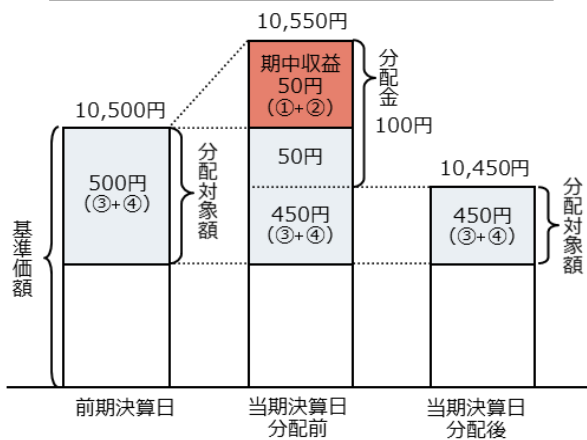 10,550円
期中収益
50円
(①+②)
分配金
100円
10,500円
500円
(③+④)
分配対象額
50円
450円
(③+④)
10,450円
450円
(③+④)
分配対象額
基準価額
前期決算日
当期決算日
分配前
当期決算日
分配後